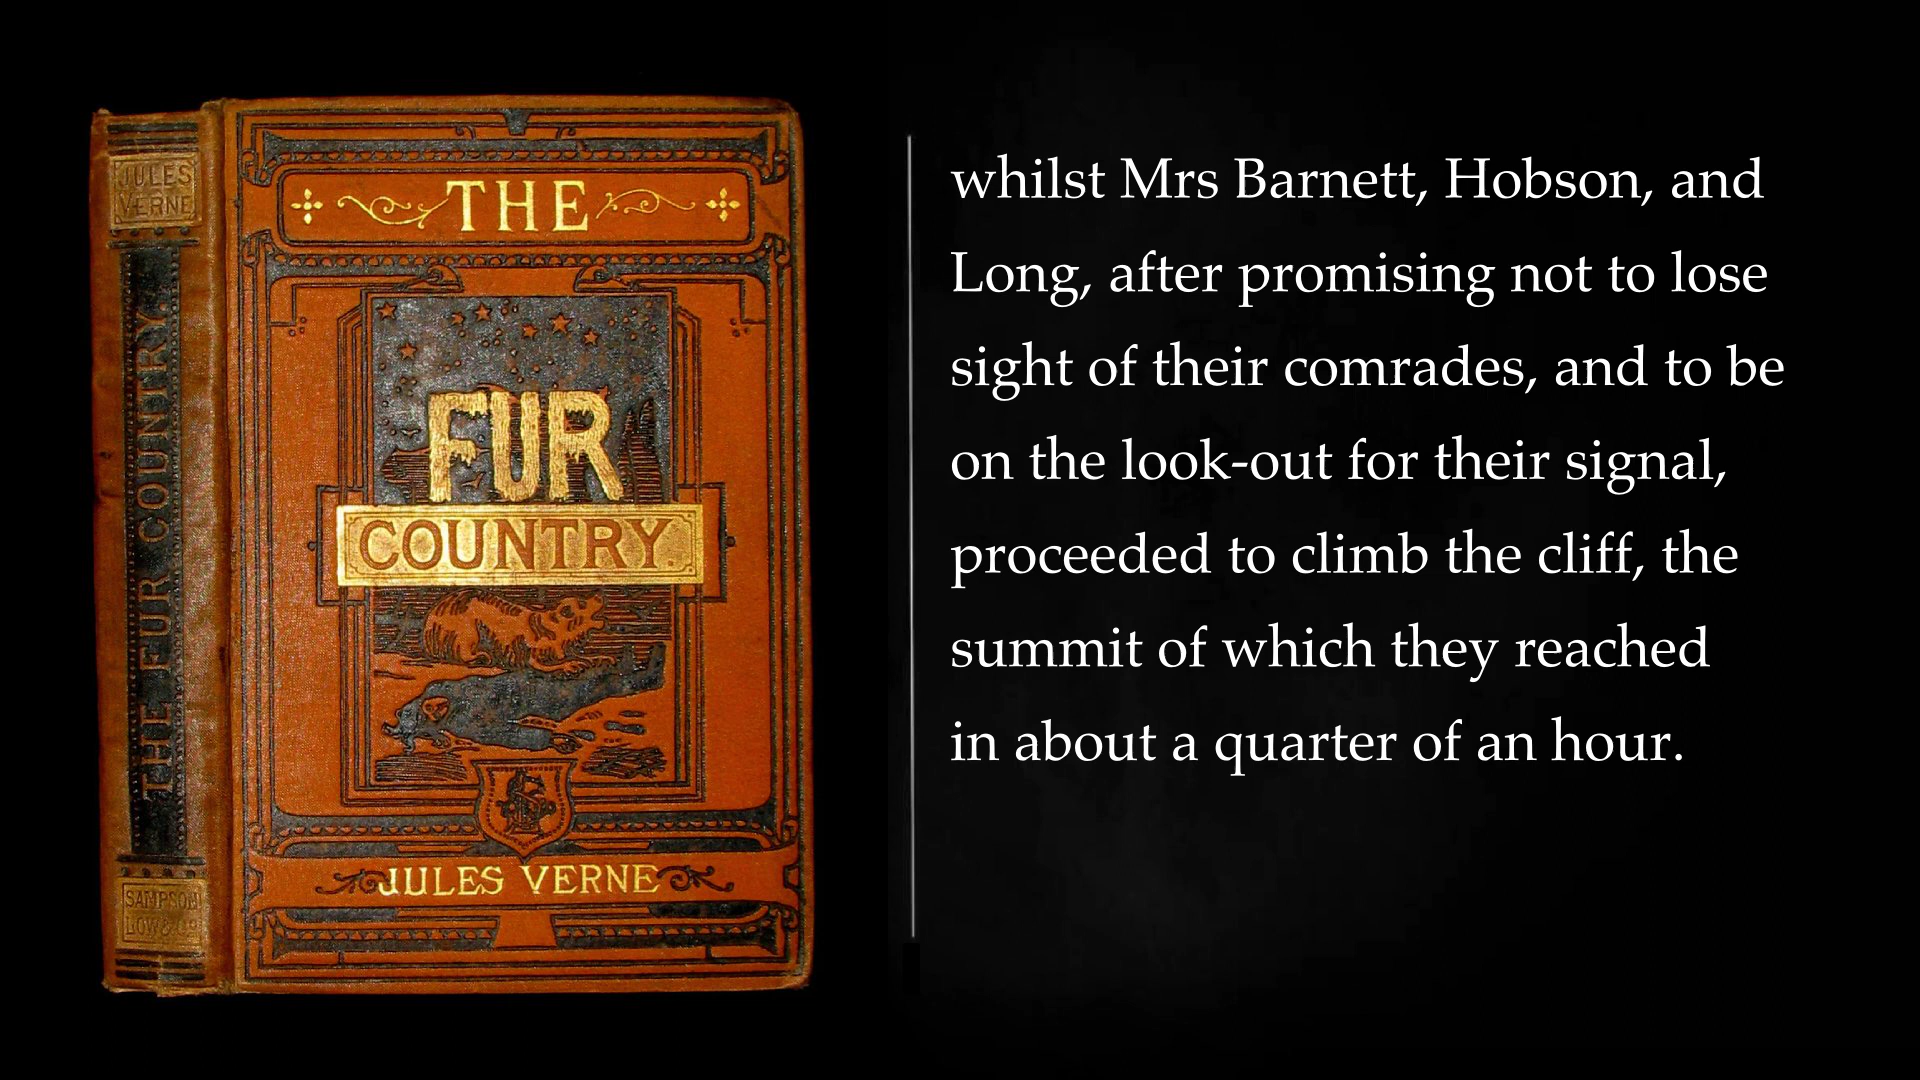 JULES
VERNE
THE FUR COUNTRY.
SAMPSON
LOW & Co
THE
FUR
COUNTRY.
JULES VERNE
whilst Mrs Barnett, Hobson, and
Long, after promising not to lose
sight of their comrades, and to be
on the look-out for their signal,
proceeded to climb the cliff, the
summit of which they reached
in about a quarter of an hour.